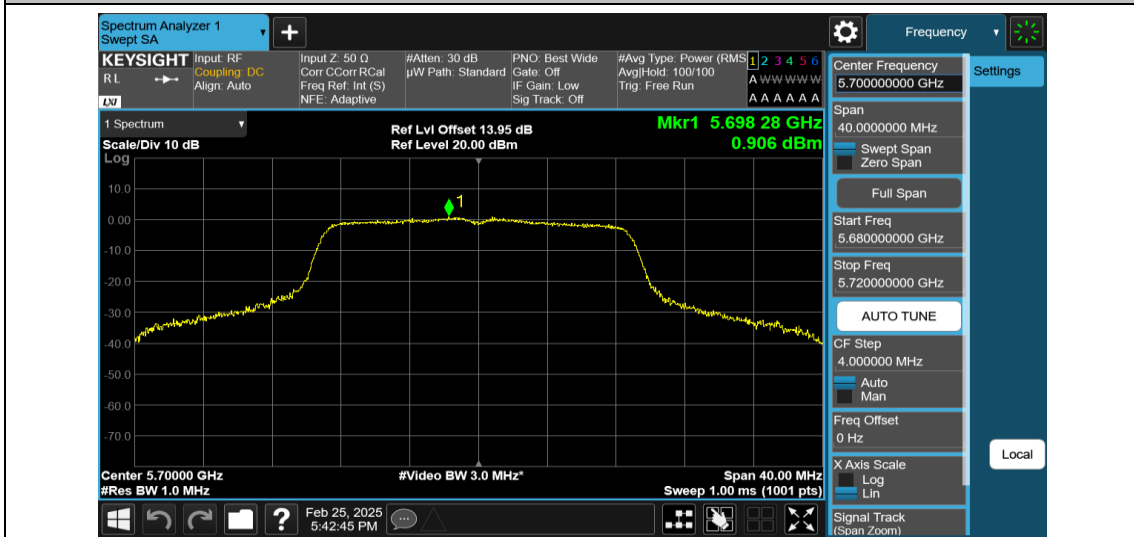 Spectrum Analyzer 1
Swept SA
Frequency
KEYSIGHT
RL
LXI
Input: RF
Coupling: DC
Align: Auto
Input Z: 50 Ω
Corr CCorr RCal
Freq Ref: Int (S)
NFE: Adaptive
#Atten: 30 dB
µW Path: Standard
PNO: Best Wide
Gate: Off
IF Gain: Low
Sig Track: Off
#Avg Type: Power (RMS
Avg|Hold: 100/100
Trig: Free Run
1 2 3 4 5 6
A W W W W W
A A A A A A
1 Spectrum
Scale/Div 10 dB
Log
Ref Lvl Offset 13.95 dB
Ref Level 20.00 dBm
Mkr1 5.698 28 GHz
0.906 dBm
1
10.0
0.00
-10.0
-20.0
-30.0
-40.0
-50.0
-60.0
-70.0
Center 5.70000 GHz
#Res BW 1.0 MHz
#Video BW 3.0 MHz*
Span 40.00 MHz
Sweep 1.00 ms (1001 pts)
Feb 25, 2025
5:42:45 PM
Center Frequency
5.700000000 GHz
Span
40.0000000 MHz
Swept Span
Zero Span
Full Span
Start Freq
5.680000000 GHz
Stop Freq
5.720000000 GHz
AUTO TUNE
CF Step
4.000000 MHz
Auto
Man
Freq Offset
0 Hz
X Axis Scale
Log
Lin
Signal Track
(Span Zoom)
Settings
Local